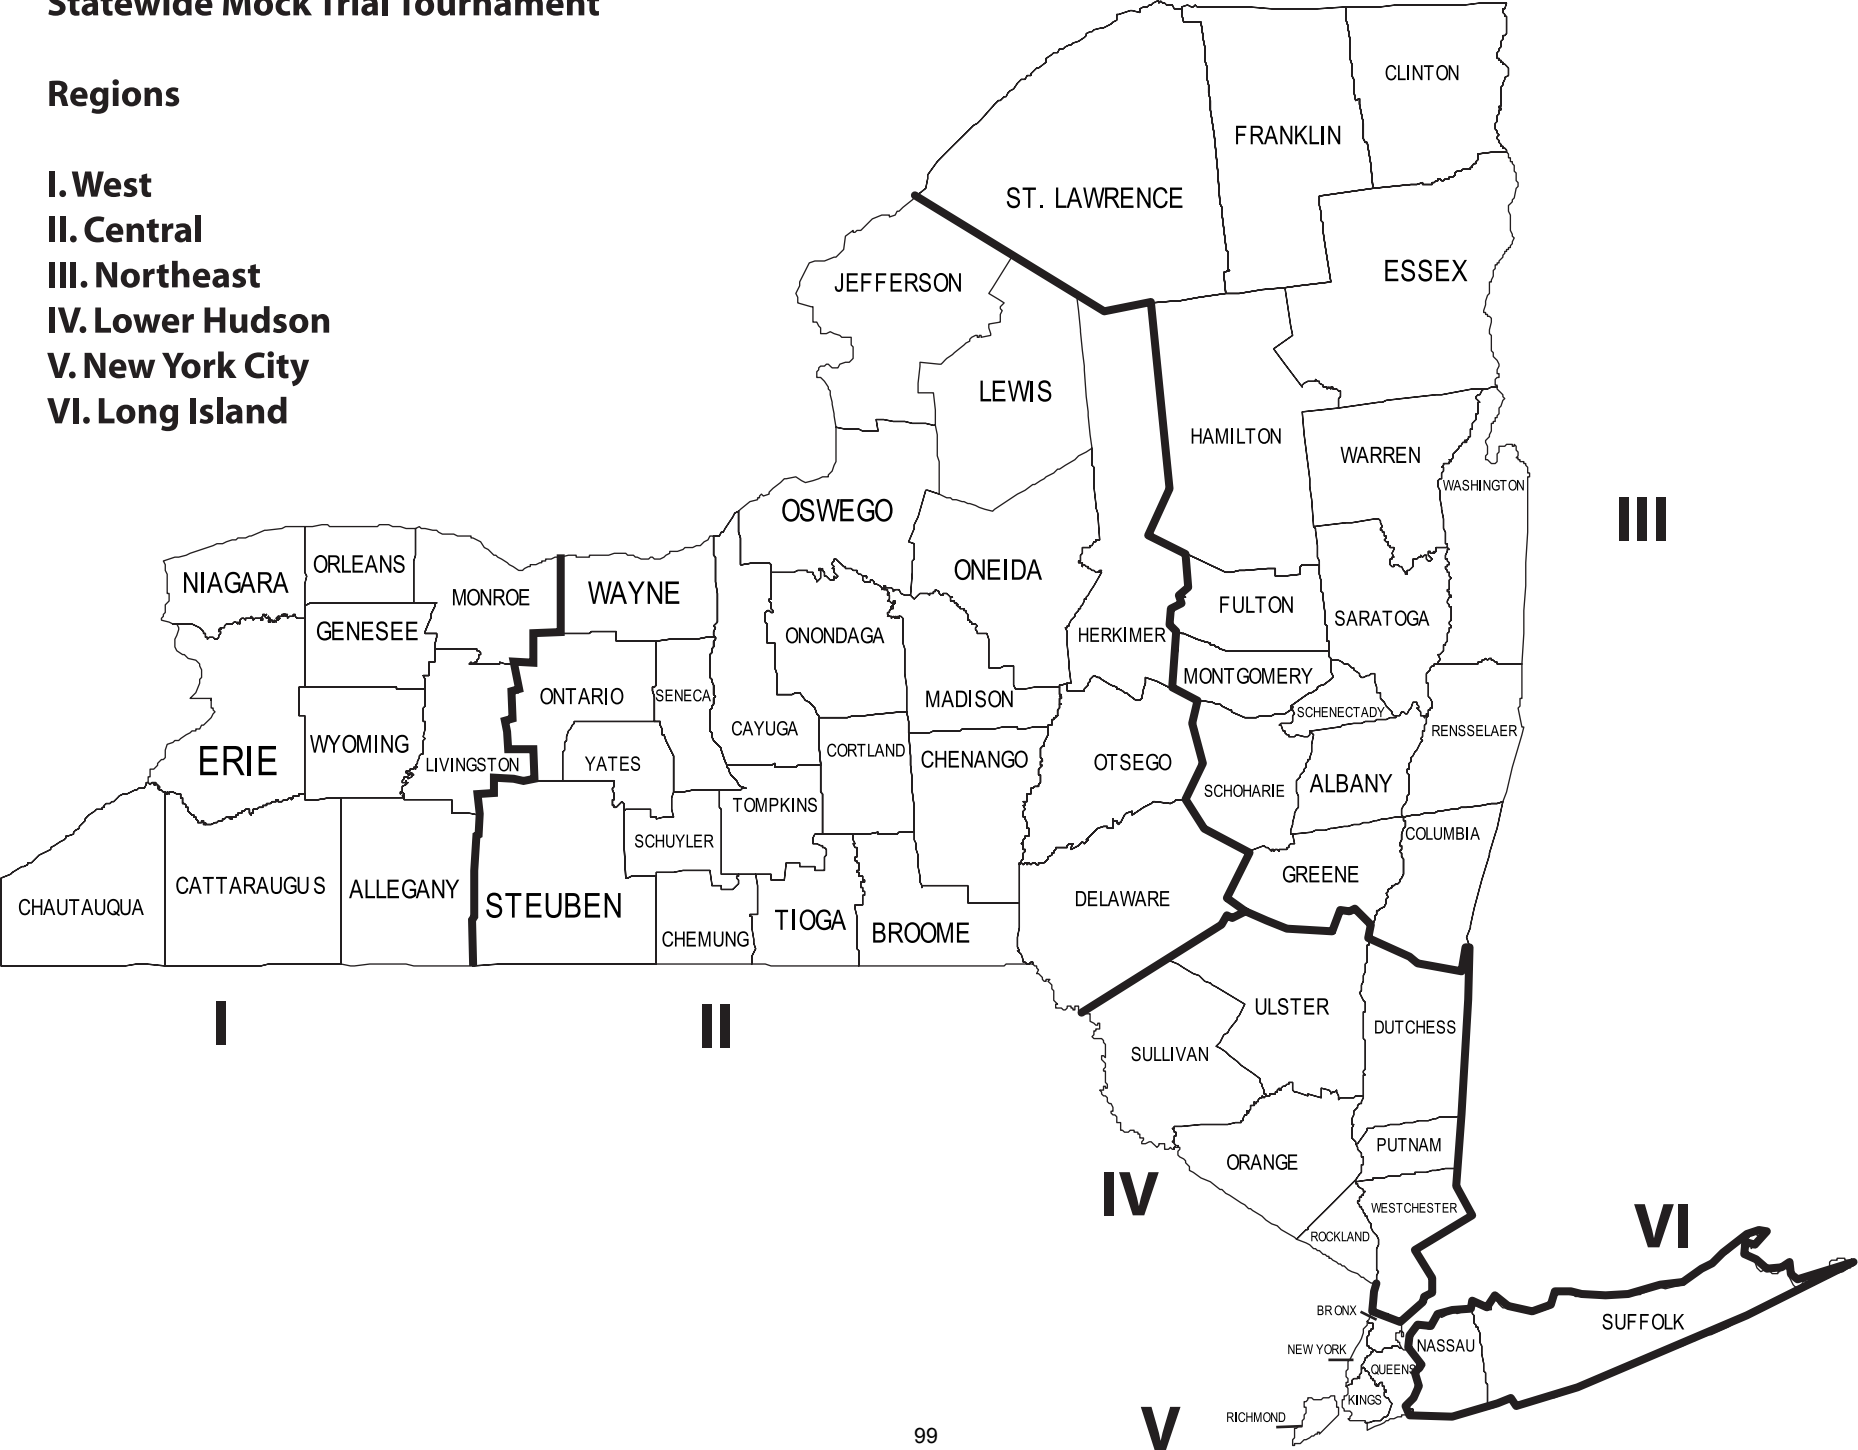 Statewide Mock Trial Tournament
Regions
I. West
II. Central
III. Northeast
IV. Lower Hudson
V. New York City
VI. Long Island
CLINTON
FRANKLIN
ST. LAWRENCE
ESSEX
JEFFERSON
LEWIS
HAMILTON
WARREN
WASHINGTON
III
OSWEGO
ONEIDA
HERKIMER
FULTON
SARATOGA
MONTGOMERY
SCHENECTADY
RENSSELAER
NIAGARA
ORLEANS
MONROE
WAYNE
GENESEE
ONONDAGA
MADISON
ONTARIO
SENECA
CAYUGA
CORTLAND
CHENANGO
OTSEGO
SCHOHARIE
ALBANY
ERIE
WYOMING
LIVINGSTON
YATES
TOMPKINS
SCHUYLER
COLUMBIA
GREENE
CHAUTAUQUA
CATTARAUGUS
ALLEGANY
STEUBEN
CHEMUNG
TIOGA
BROOME
DELAWARE
I
II
ULSTER
DUTCHESS
SULLIVAN
PUTNAM
ORANGE
IV
WESTCHESTER
ROCKLAND
VI
BRONX
SUFFOLK
NASSAU
NEW YORK
QUEENS
KINGS
RICHMOND
V
99